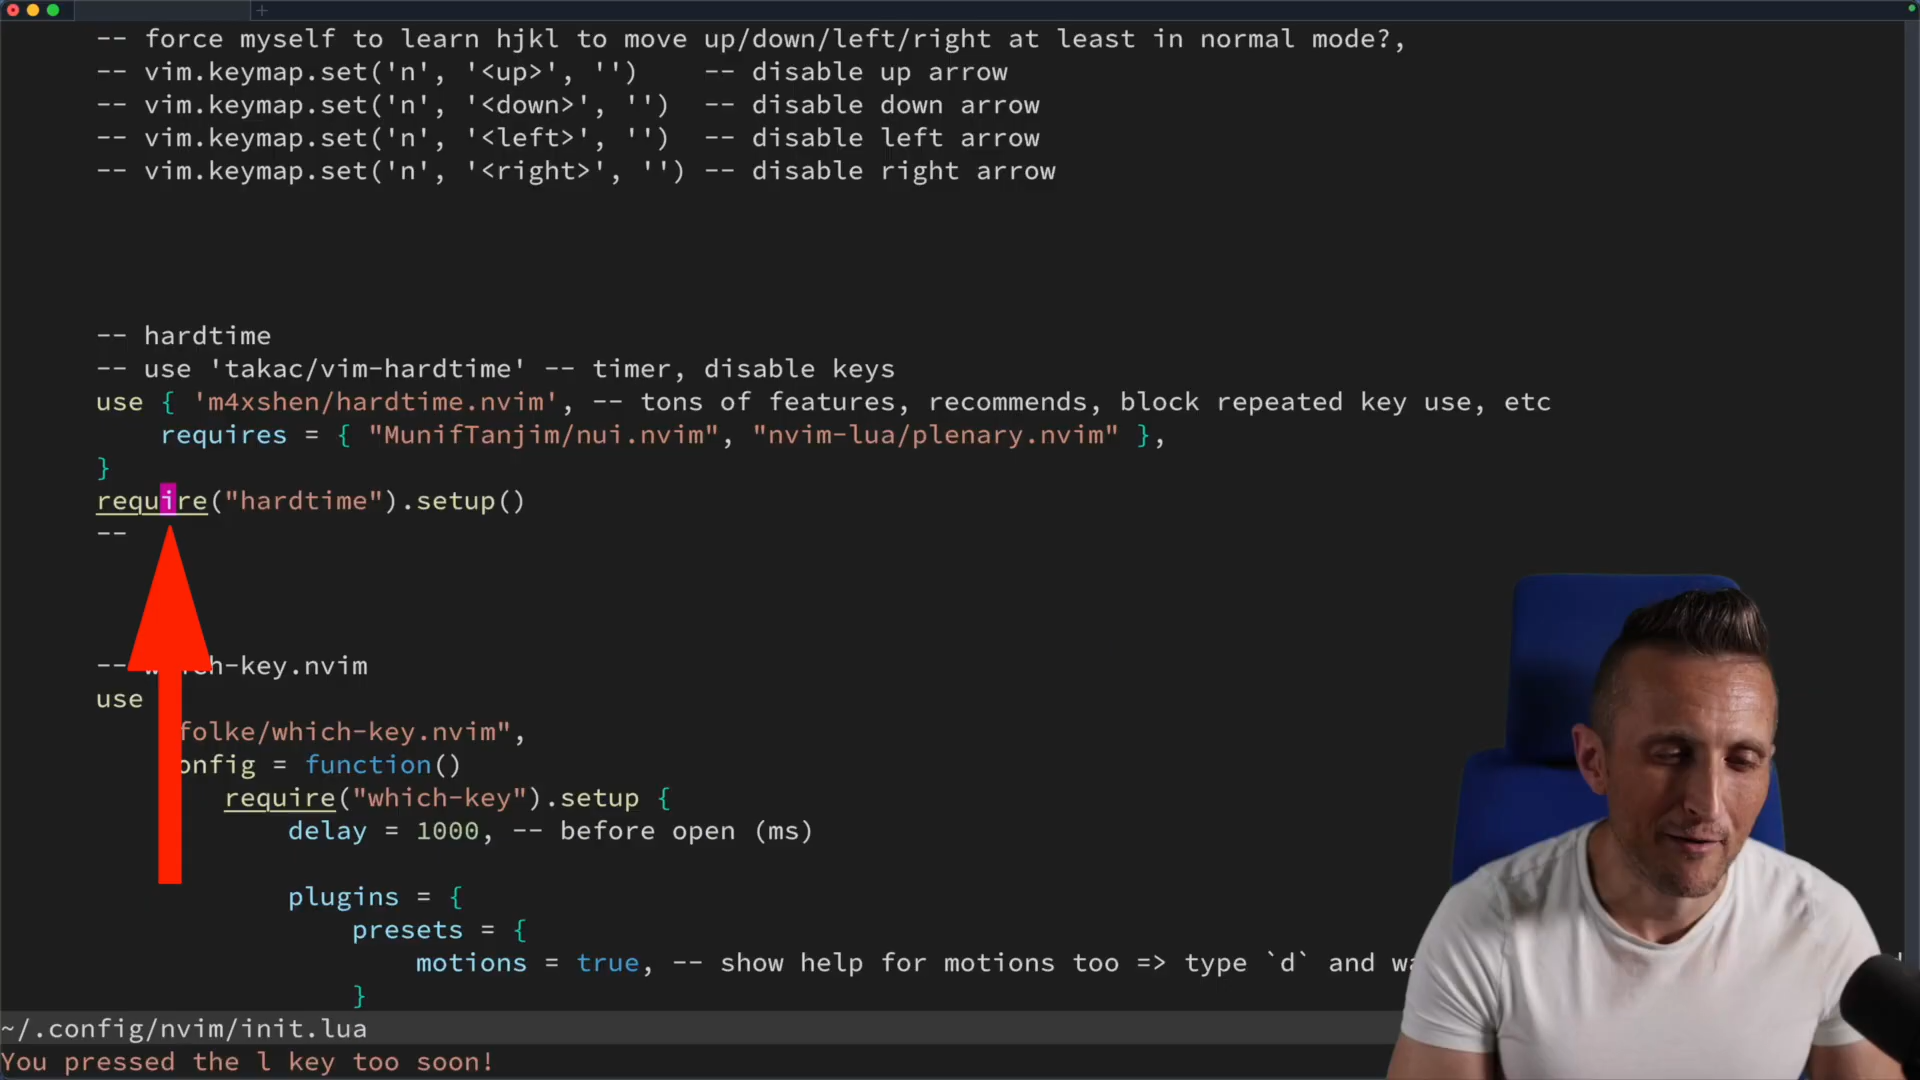 -- force myself to learn hjkl to move up/down/left/right at least in normal mode?,
-- vim.keymap.set('n', '<up>', '')    -- disable up arrow
-- vim.keymap.set('n', '<down>', '')  -- disable down arrow
-- vim.keymap.set('n', '<left>', '')  -- disable left arrow
-- vim.keymap.set('n', '<right>', '') -- disable right arrow
-- hardtime
-- use 'takac/vim-hardtime' -- timer, disable keys
use { 'm4xshen/hardtime.nvim', -- tons of features, recommends, block repeated key use, etc
    requires = { "MunifTanjim/nui.nvim", "nvim-lua/plenary.nvim" },
}
require("hardtime").setup()
--
-- which-key.nvim
use
folke/which-key.nvim",
onfig = function()
require("which-key").setup {
delay = 1000, -- before open (ms)
plugins = {
presets = {
motions = true, -- show help for motions too => type `d` and
}
~/.config/nvim/init.lua
You pressed the l key too soon!